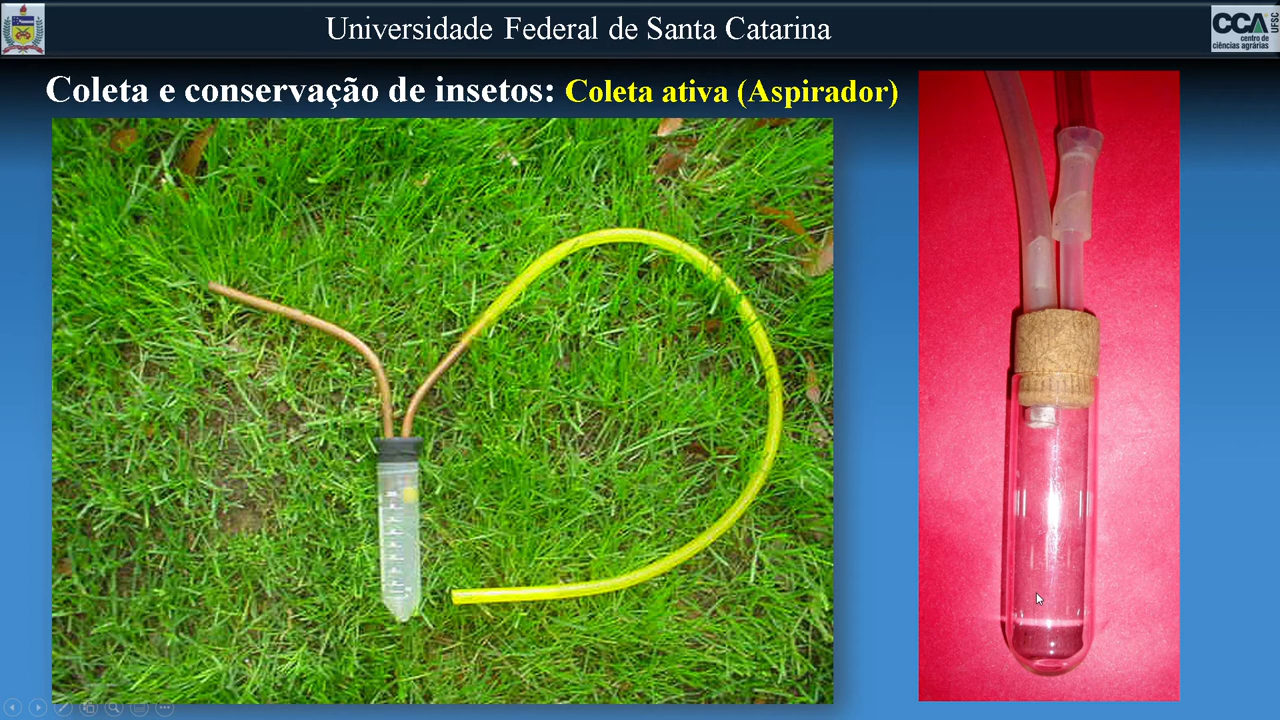 Universidade Federal de Santa Catarina
CCA
UFSC
centro de
ciências agrárias
Coleta e conservação de insetos: Coleta ativa (Aspirador)